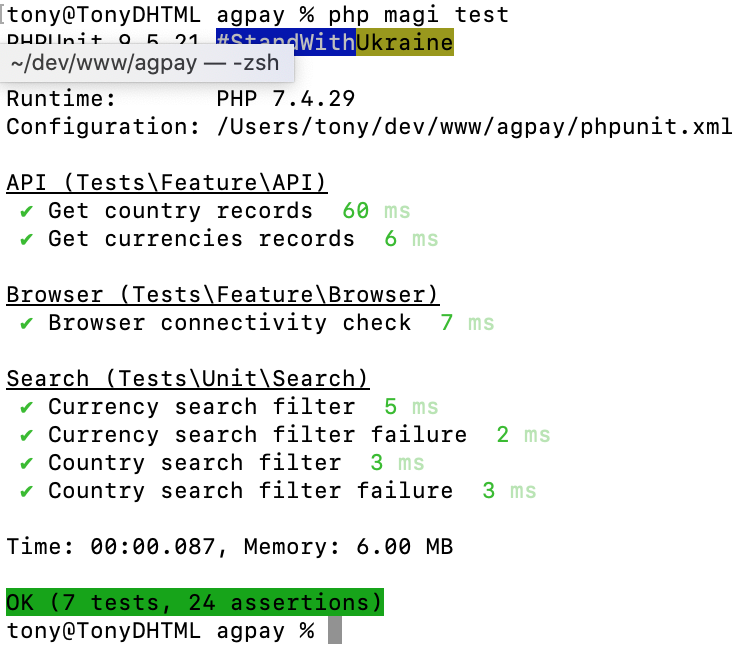 tony@TonyDHTML agpay % php magi test
PHPUnit 9.5.21 #StandWithUkraine
~/dev/www/agpay — -zsh
Runtime: PHP 7.4.29
Configuration: /Users/tony/dev/www/agpay/phpunit.xml
API (Tests\Feature\API)
✔ Get country records 60 ms
✔ Get currencies records 6 ms
Browser (Tests\Feature\Browser)
✔ Browser connectivity check 7 ms
Search (Tests\Unit\Search)
✔ Currency search filter 5 ms
✔ Currency search filter failure 2 ms
✔ Country search filter 3 ms
✔ Country search filter failure 3 ms
Time: 00:00.087, Memory: 6.00 MB
OK (7 tests, 24 assertions)
tony@TonyDHTML agpay %